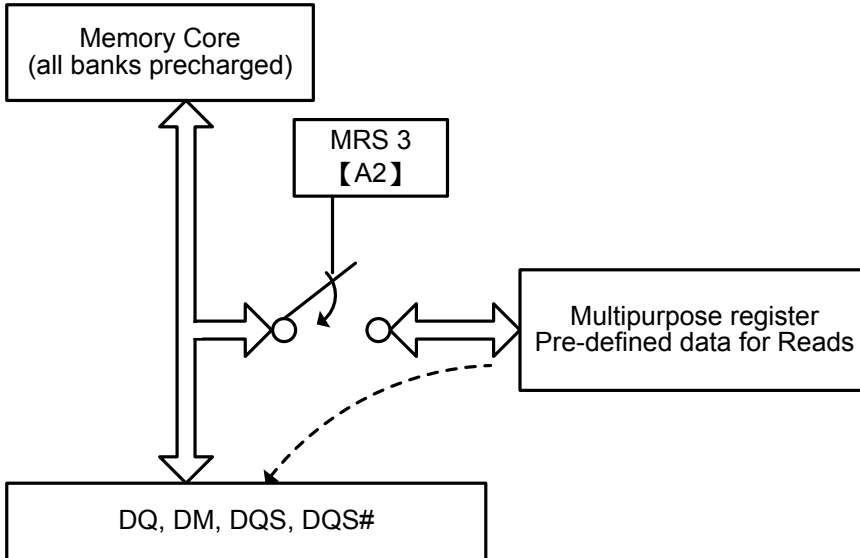 Memory Core
(all banks precharged)
MRS 3
【A2】
Multipurpose register
Pre-defined data for Reads
DQ, DM, DQS, DQS#